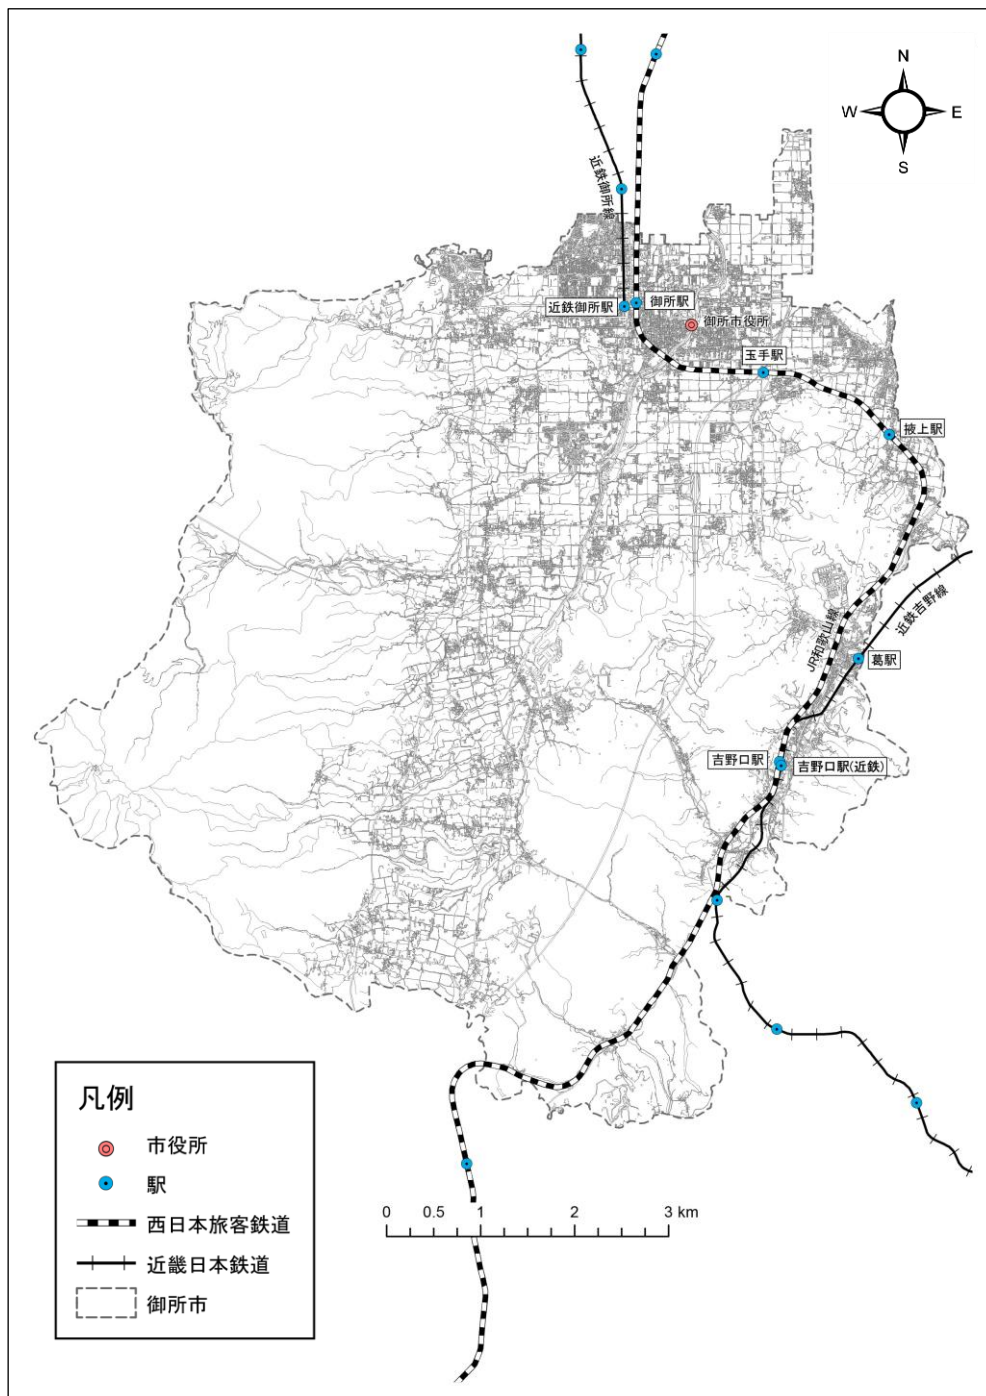 N
W
E
S
近鉄御所線
近鉄御所駅
御所駅
御所市役所
玉手駅
掖上駅
近鉄吉野線
JR和歌山線
葛駅
吉野口駅
吉野口駅(近鉄)
凡例
市役所
駅
西日本旅客鉄道
近畿日本鉄道
御所市
0 0.5 1 2 3 km